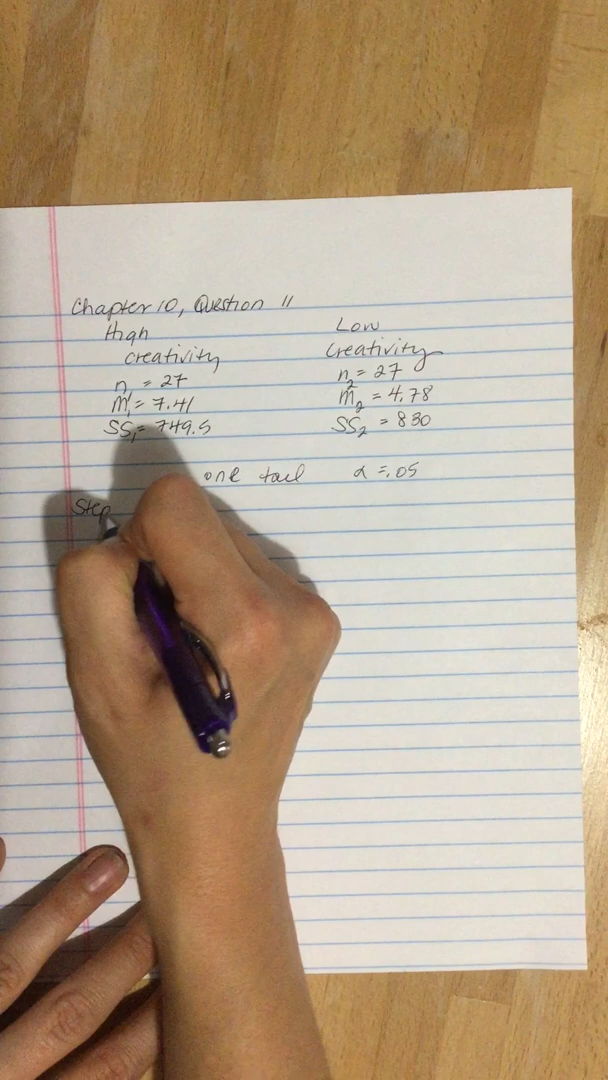 Chapter 10, Question 11
High Low
Creativity Creativity
n₁ = 27 n₂ = 27
m₁ = 7.41 m₂ = 4.78
SS₁ = 749.5 SS₂ = 830
one tail α = .05
Step